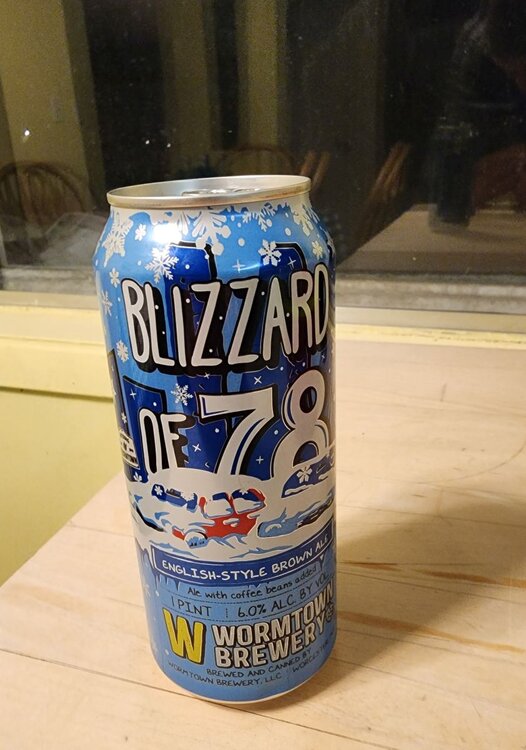 BLIZZARD
OF 78
ENGLISH-STYLE BROWN ALE
Ale with coffee beans added
1 PINT 6.0% ALC BY VOL
W WORMTOWN
BREWERY
BREWED AND CANNED BY
WORMTOWN BREWERY, LLC